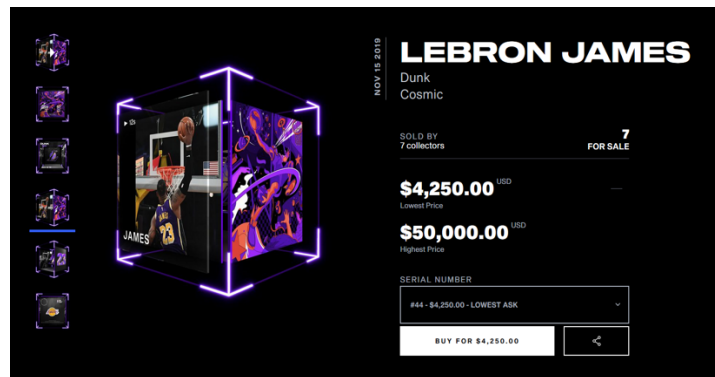 NOV 15 2019
LEBRON JAMES
Dunk
Cosmic
SOLD BY
7 collectors
7
FOR SALE
$4,250.00 USD
Lowest Price
$50,000.00 USD
Highest Price
SERIAL NUMBER
#44 - $4,250.00 - LOWEST ASK
BUY FOR $4,250.00
JAMES
23